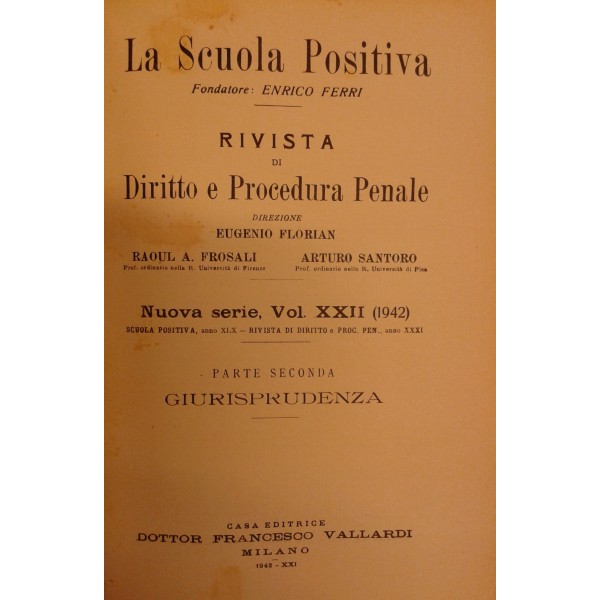 La Scuola Positiva
Fondatore: ENRICO FERRI
RIVISTA
DI
Diritto e Procedura Penale
DIREZIONE
EUGENIO FLORIAN
RAOUL A. FROSALI
Prof. ordinario nella R. Università di Firenze
ARTURO SANTORO
Prof. ordinario nella R. Università di Pisa
Nuova serie, Vol. XXII (1942)
SCUOLA POSITIVA, anno XLX — RIVISTA DI DIRITTO e PROC. PEN., anno XXXI
PARTE SECONDA
GIURISPRUDENZA
CASA EDITRICE
DOTTOR FRANCESCO VALLARDI
MILANO
1942 - XXI